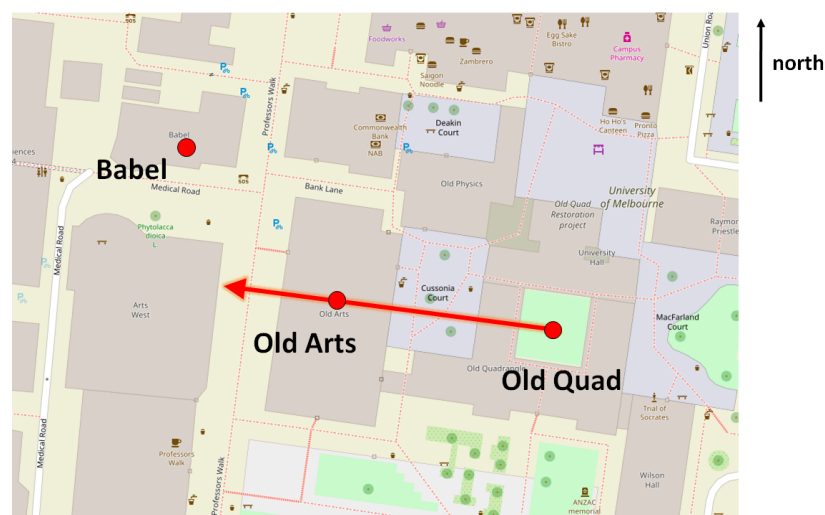 north
Foodworks
Zambrero
Saigon
Noodle
Egg Sake
Bistro
Campus
Pharmacy
Union Road
Professors Walk
Deakin
Court
Commonwealth
Bank
NAB
Ho Ho's
Canteen
Pronto
Pizza
Babel
Babel
Medical Road
Bank Lane
Old Physics
University
of Melbourne
Old Quad
Restoration
project
Phytolacca
dioica
L
University
Hall
Medical Road
Cussonia
Court
Arts
West
Old Arts
Old Arts
MacFarland
Court
Old Quadrangle
Old Quad
Trial of
Socrates
Professors
Walk
Medical Road
Professors Walk
Wilson
Hall
ANZAC
memorial